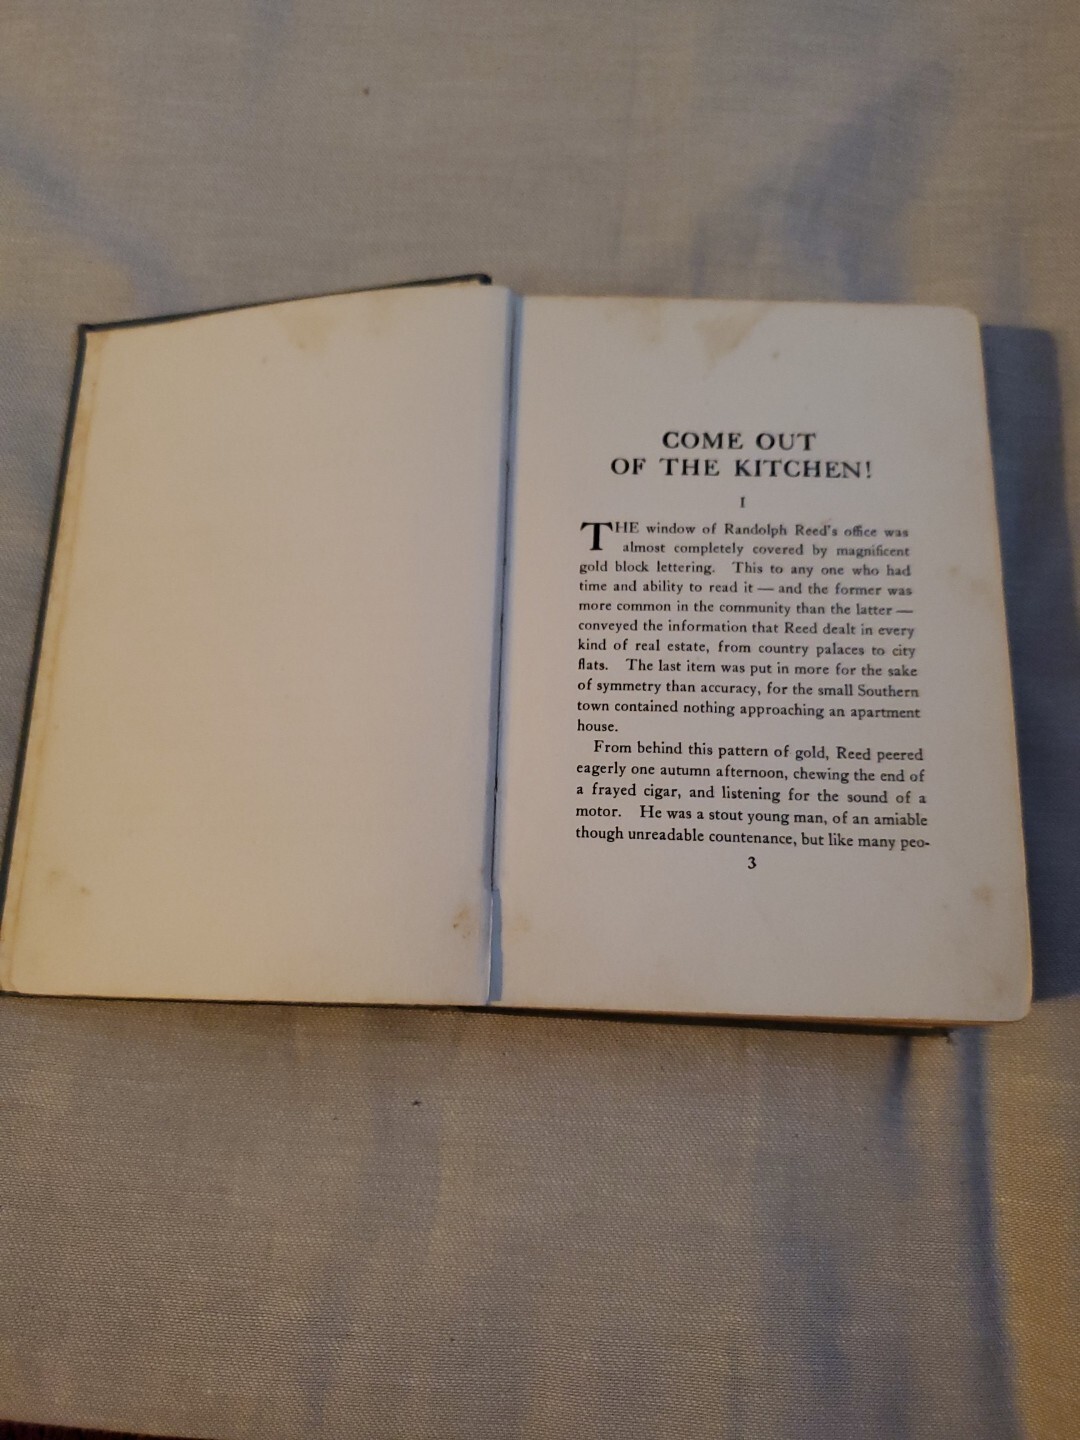 COME OUT
OF THE KITCHEN!
I
THE window of Randolph Reed's office was
almost completely covered by magnificent
gold block lettering. This to any one who had
time and ability to read it — and the former was
more common in the community than the latter —
conveyed the information that Reed dealt in every
kind of real estate, from country palaces to city
flats. The last item was put in more for the sake
of symmetry than accuracy, for the small Southern
town contained nothing approaching an apartment
house.
From behind this pattern of gold, Reed peered
eagerly one autumn afternoon, chewing the end of
a frayed cigar, and listening for the sound of a
motor. He was a stout young man, of an amiable
though unreadable countenance, but like many peo-
3